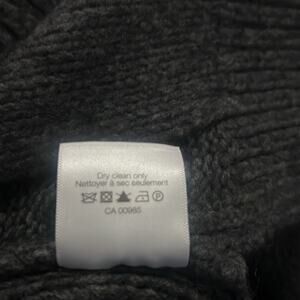 Dry clean only
Nettoyer à sec seulement
CA 00965